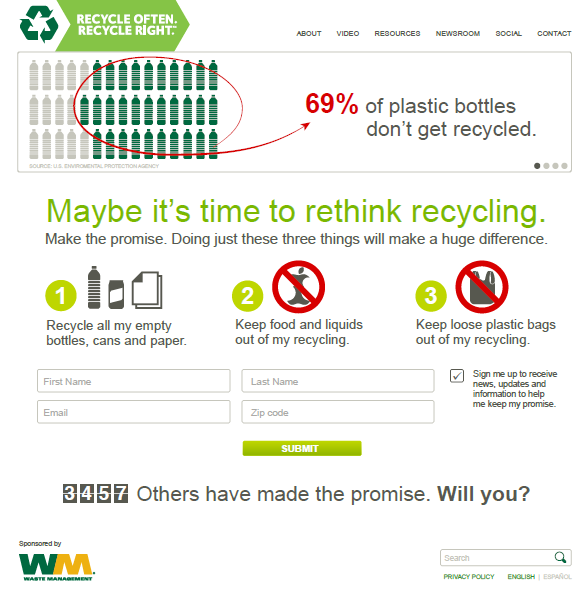 RECYCLE OFTEN.
RECYCLE RIGHT.℠
ABOUT VIDEO RESOURCES NEWSROOM SOCIAL CONTACT
69% of plastic bottles
don't get recycled.
SOURCE: U.S. ENVIROMENTAL PROTECTION AGENCY
Maybe it's time to rethink recycling.
Make the promise. Doing just these three things will make a huge difference.
1
Recycle all my empty
bottles, cans and paper.
2
Keep food and liquids
out of my recycling.
3
Keep loose plastic bags
out of my recycling.
First Name Last Name
Email Zip code
Sign me up to receive
news, updates and
information to help
me keep my promise.
SUBMIT
3457 Others have made the promise. Will you?
Sponsored by
WM.
WASTE MANAGEMENT
Search
PRIVACY POLICY ENGLISH | ESPAÑOL